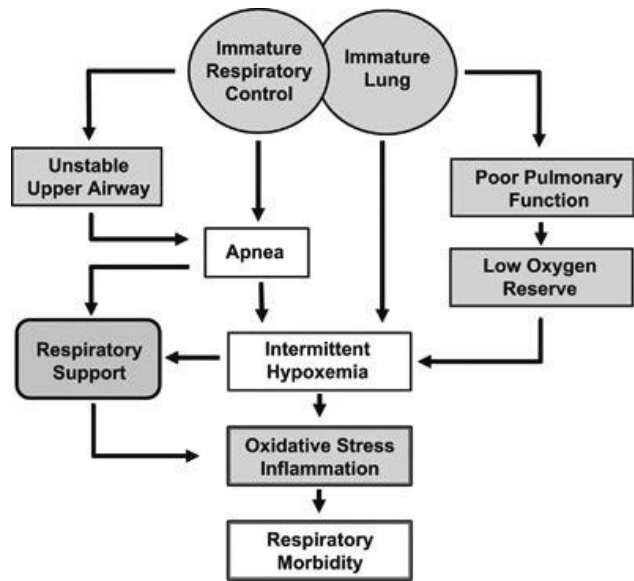 Immature
Respiratory
Control
Immature
Lung
Unstable
Upper Airway
Poor Pulmonary
Function
Apnea
Low Oxygen
Reserve
Respiratory
Support
Intermittent
Hypoxemia
Oxidative Stress
Inflammation
Respiratory
Morbidity